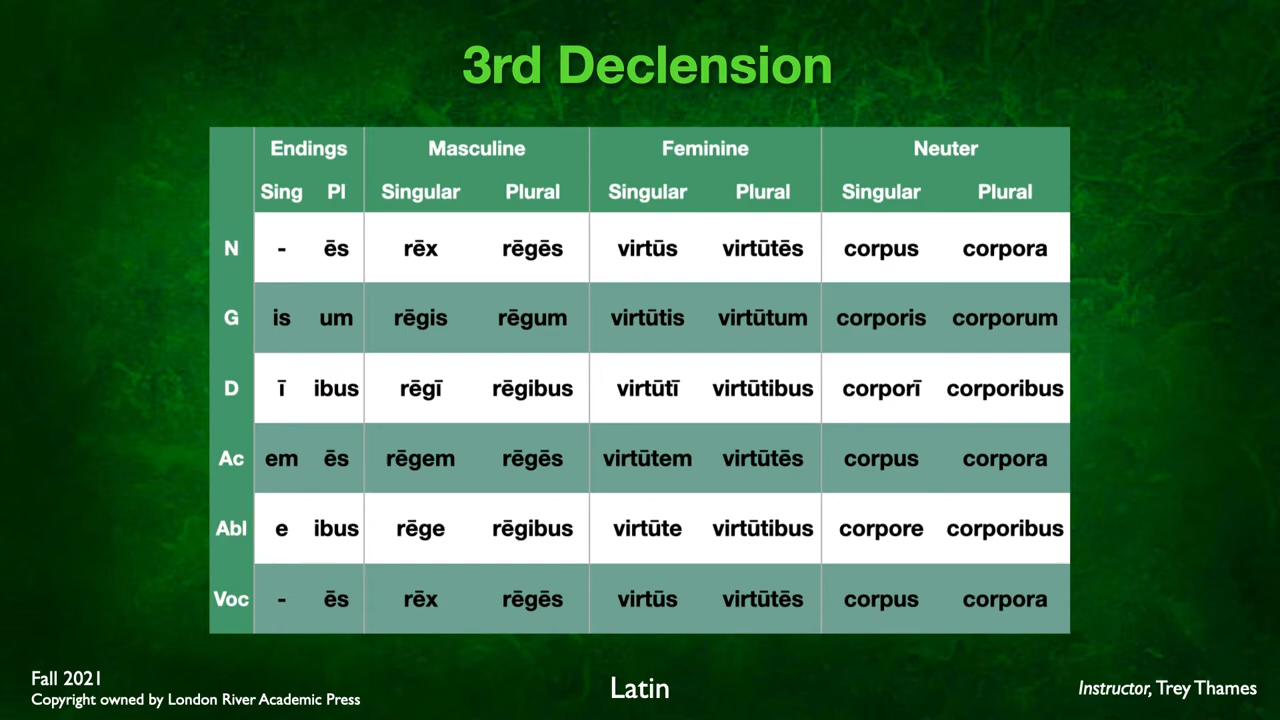 3rd Declension
Endings Masculine Feminine Neuter
Sing Pl Singular Plural Singular Plural Singular Plural
N - ēs rēx rēgēs virtūs virtūtēs corpus corpora
G is um rēgis rēgum virtūtis virtūtum corporis corporum
D ī ibus rēgī rēgibus virtūtī virtūtibus corporī corporibus
Ac em ēs rēgem rēgēs virtūtem virtūtēs corpus corpora
Abl e ibus rēge rēgibus virtūte virtūtibus corpore corporibus
Voc - ēs rēx rēgēs virtūs virtūtēs corpus corpora
Fall 2021
Copyright owned by London River Academic Press
Latin
Instructor, Trey Thames